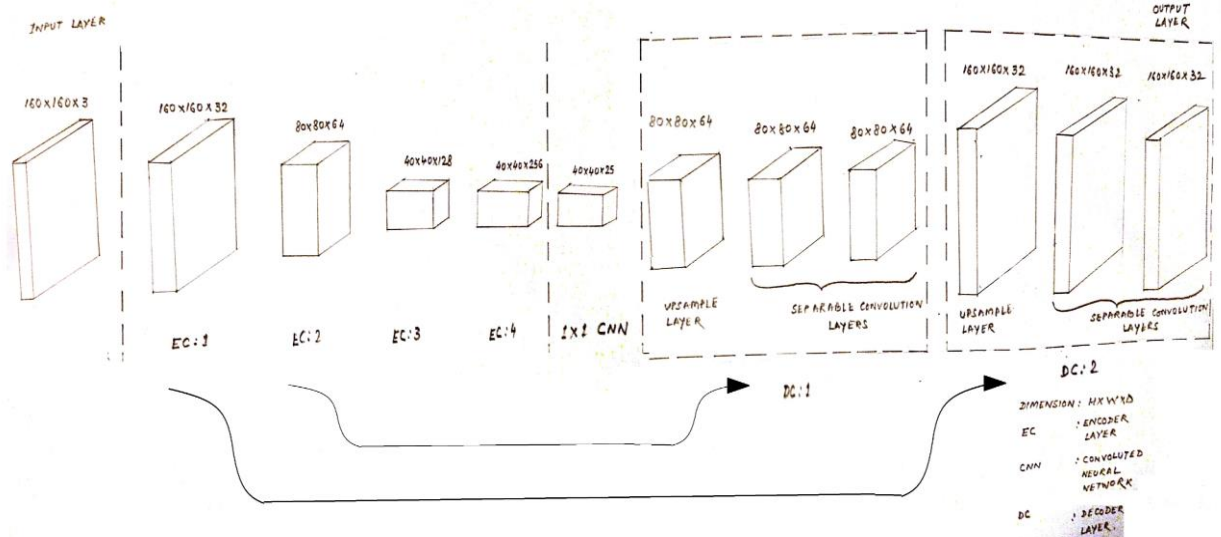 INPUT LAYER
OUTPUT
LAYER
160x160x3
160x160x32
80x80x64
40x40x128
40x40x256
40x40x25
80x80x64
80x80x64
80x80x64
160x160x32
160x160x32
160x160x32
EC:1
EC:2
EC:3
EC:4
1x1 CNN
UPSAMPLE
LAYER
SEPARABLE CONVOLUTION
LAYERS
UPSAMPLE
LAYER
SEPARABLE CONVOLUTION
LAYERS
DC:1
DC:2
DIMENSION: HXWXD
EC : ENCODER
LAYER
CNN : CONVOLUTED
NEURAL
NETWORK
DC : DECODER
LAYER.